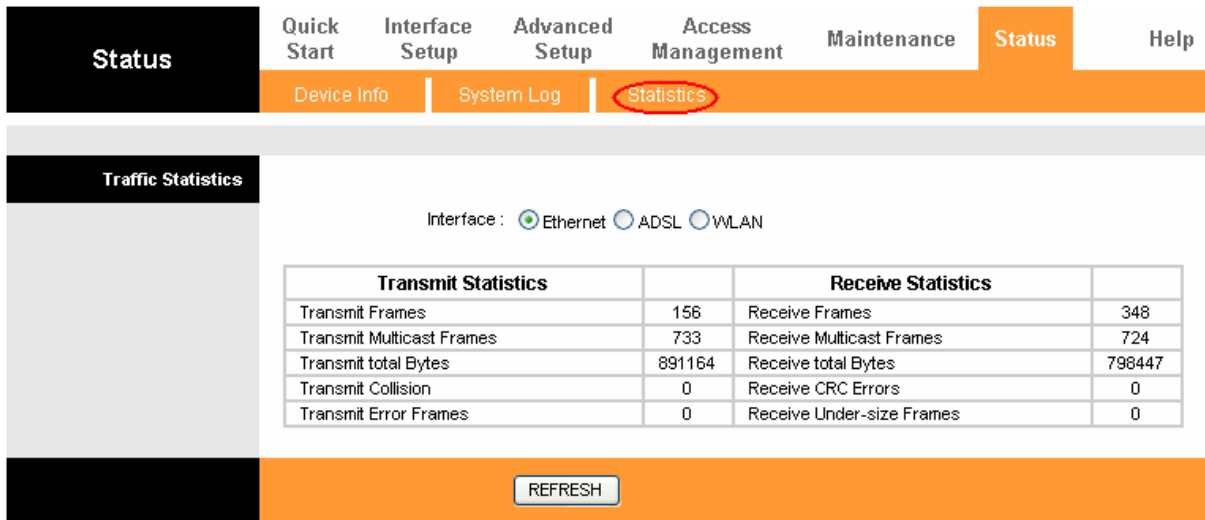 Status
Quick Start
Interface Setup
Advanced Setup
Access Management
Maintenance
Status
Help
Device Info
System Log
Statistics
Traffic Statistics
Interface : Ethernet ADSL WLAN
Transmit Statistics Receive Statistics
Transmit Frames 156 Receive Frames 348
Transmit Multicast Frames 733 Receive Multicast Frames 724
Transmit total Bytes 891164 Receive total Bytes 798447
Transmit Collision 0 Receive CRC Errors 0
Transmit Error Frames 0 Receive Under-size Frames 0
REFRESH